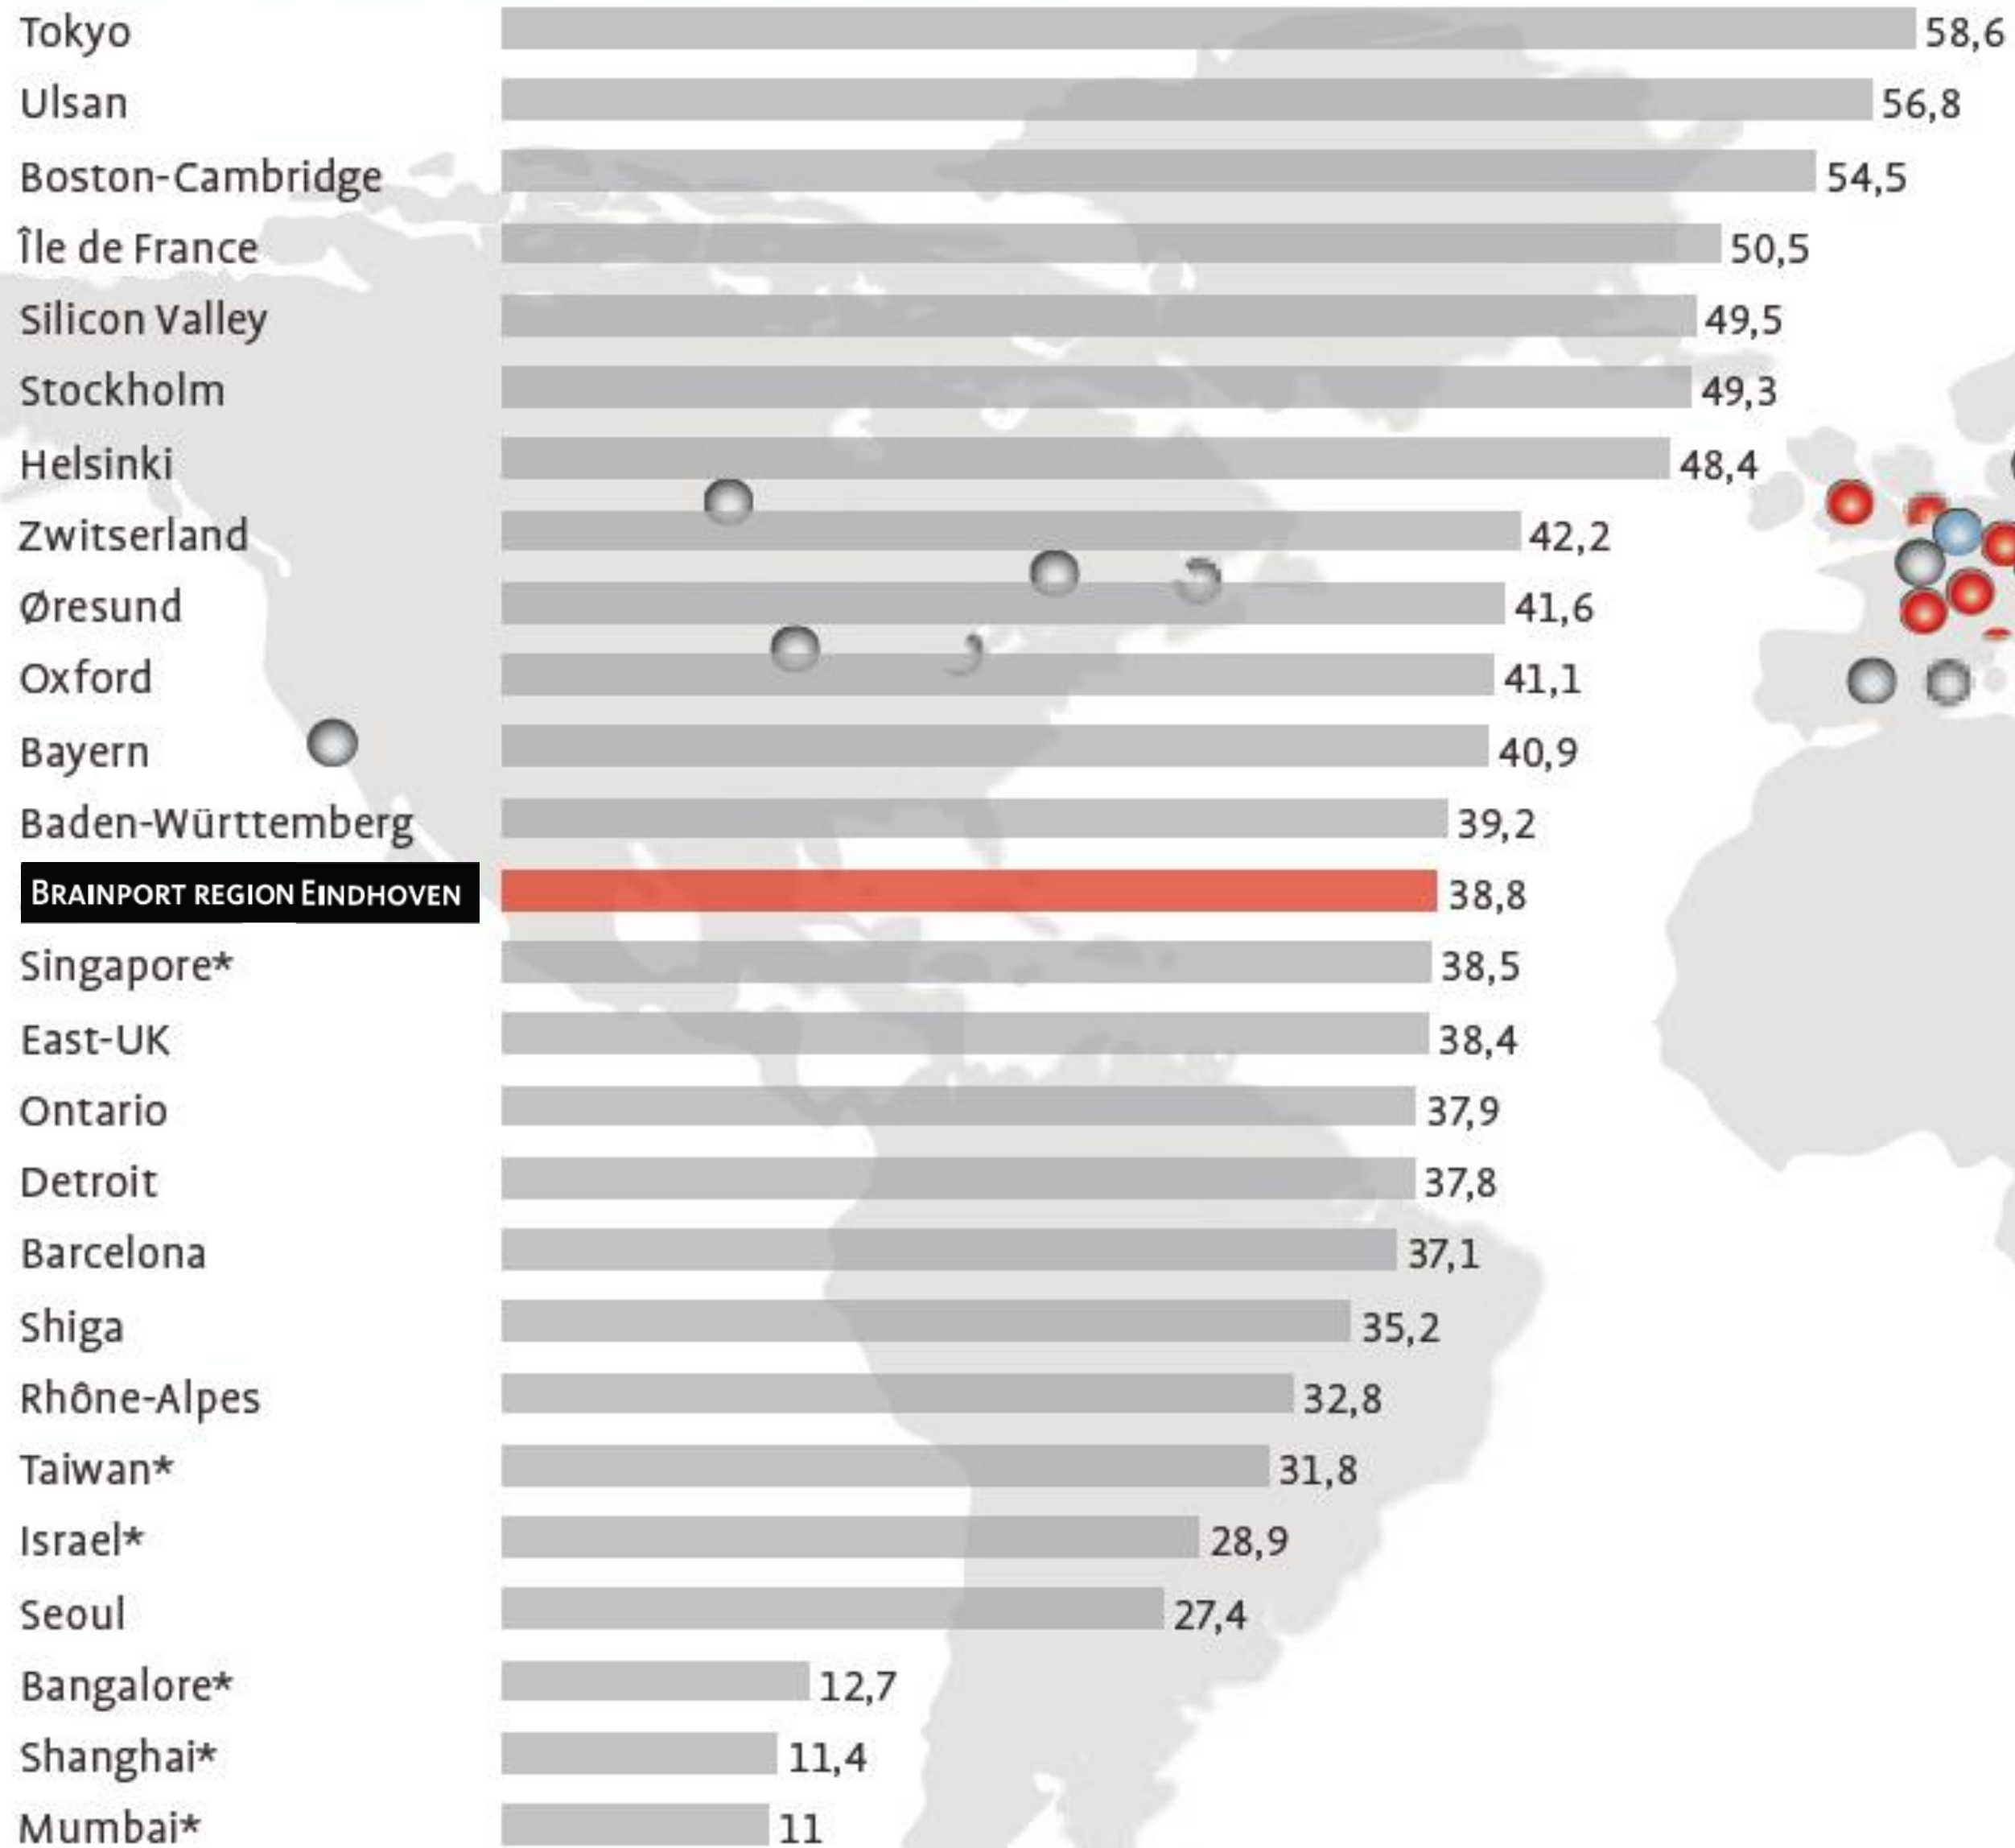 Tokyo 58,6
Ulsan 56,8
Boston-Cambridge 54,5
Île de France 50,5
Silicon Valley 49,5
Stockholm 49,3
Helsinki 48,4
Zwitserland 42,2
Øresund 41,6
Oxford 41,1
Bayern 40,9
Baden-Württemberg 39,2
BRAINPORT REGION EINDHOVEN 38,8
Singapore* 38,5
East-UK 38,4
Ontario 37,9
Detroit 37,8
Barcelona 37,1
Shiga 35,2
Rhône-Alpes 32,8
Taiwan* 31,8
Israel* 28,9
Seoul 27,4
Bangalore* 12,7
Shanghai* 11,4
Mumbai* 11